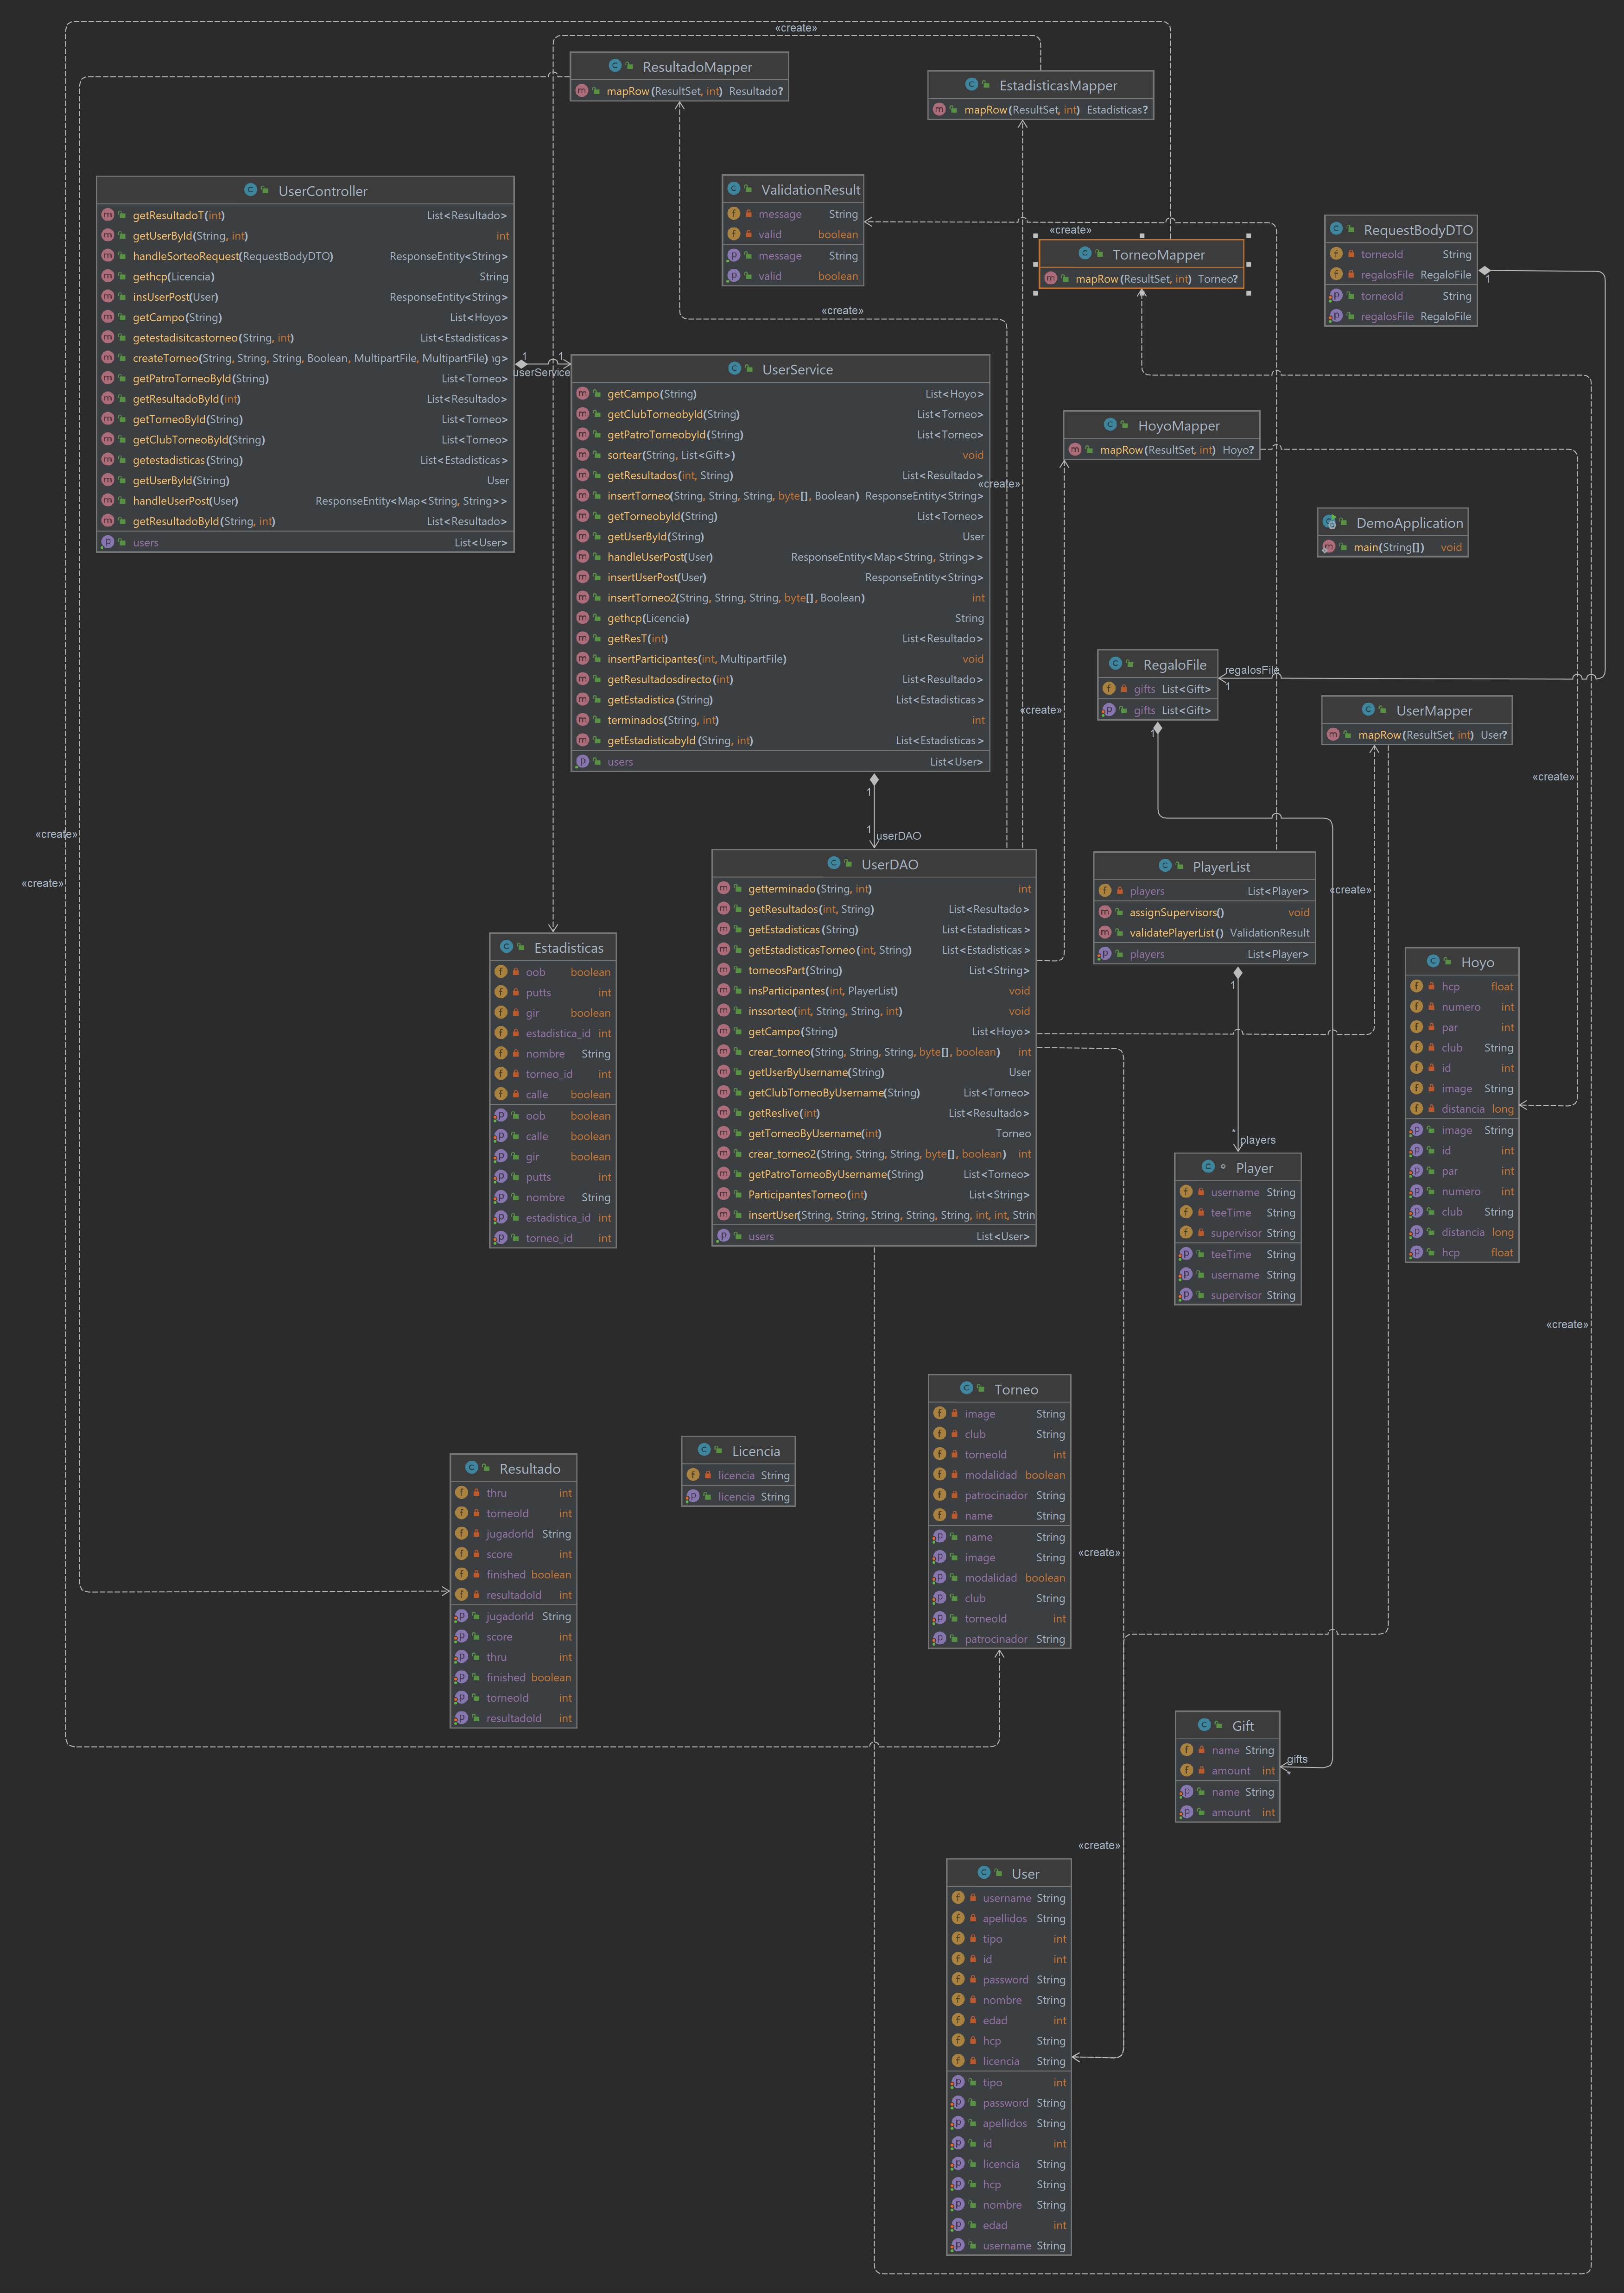 «create»
ResultadoMapper
mapRow(ResultSet, int) Resultado?
EstadisticasMapper
mapRow(ResultSet, int) Estadisticas?
UserController
getResultadoT(int) List<Resultado>
getUserById(String, int) int
handleSorteoRequest(RequestBodyDTO) ResponseEntity<String>
gethcp(Licencia) String
insUserPost(User) ResponseEntity<String>
getCampo(String) List<Hoyo>
getestadisitcastorneo(String, int) List<Estadisticas>
createTorneo(String, String, String, Boolean, MultipartFile, MultipartFile) ıg>
getPatroTorneoById(String) List<Torneo>
getResultadoById(int) List<Resultado>
getTorneoById(String) List<Torneo>
getClubTorneoById(String) List<Torneo>
getestadisticas(String) List<Estadisticas>
getUserById(String) User
handleUserPost(User) ResponseEntity<Map<String, String>>
getResultadoById(String, int) List<Resultado>
users List<User>
ValidationResult
message String
valid boolean
message String
valid boolean
«create»
TorneoMapper
mapRow(ResultSet, int) Torneo?
RequestBodyDTO
torneoId String
regalosFile RegaloFile
torneoId String
regalosFile RegaloFile
1
«create»
1
1
userService
UserService
getCampo(String) List<Hoyo>
getClubTorneobyId(String) List<Torneo>
getPatroTorneobyId(String) List<Torneo>
sortear(String, List<Gift>) void
getResultados(int, String) List<Resultado>
insertTorneo(String, String, String, byte[], Boolean) ResponseEntity<String>
getTorneobyId(String) List<Torneo>
getUserById(String) User
handleUserPost(User) ResponseEntity<Map<String, String>>
insertUserPost(User) ResponseEntity<String>
insertTorneo2(String, String, String, byte[], Boolean) int
gethcp(Licencia) String
getResT(int) List<Resultado>
insertParticipantes(int, MultipartFile) void
getResultadosdirecto(int) List<Resultado>
getEstadistica(String) List<Estadisticas>
terminados(String, int) int
getEstadisticabyId(String, int) List<Estadisticas>
users List<User>
«create»
HoyoMapper
mapRow(ResultSet, int) Hoyo?
DemoApplication
main(String[]) void
RegaloFile
gifts List<Gift>
gifts List<Gift>
regalosFile
1
1
«create»
UserMapper
mapRow(ResultSet, int) User?
«create»
1
1
userDAO
«create»
«create»
UserDAO
getterminado(String, int) int
getResultados(int, String) List<Resultado>
getEstadisticas(String) List<Estadisticas>
getEstadisticasTorneo(int, String) List<Estadisticas>
torneosPart(String) List<String>
insParticipantes(int, PlayerList) void
inssorteo(int, String, String, int) void
getCampo(String) List<Hoyo>
crear_torneo(String, String, String, byte[], boolean) int
getUserByUsername(String) User
getClubTorneoByUsername(String) List<Torneo>
getReslive(int) List<Resultado>
getTorneoByUsername(int) Torneo
crear_torneo2(String, String, String, byte[], boolean) int
getPatroTorneoByUsername(String) List<Torneo>
ParticipantesTorneo(int) List<String>
insertUser(String, String, String, String, String, int, int, Strin
users List<User>
PlayerList
players List<Player>
assignSupervisors() void
validatePlayerList() ValidationResult
players List<Player>
«create»
1
*
players
Estadisticas
oob boolean
putts int
gir boolean
estadistica_id int
nombre String
torneo_id int
calle boolean
oob boolean
calle boolean
gir boolean
putts int
nombre String
estadistica_id int
torneo_id int
Hoyo
hcp float
numero int
par int
club String
id int
image String
distancia long
image String
id int
par int
numero int
club String
distancia long
hcp float
Player
username String
teeTime String
supervisor String
teeTime String
username String
supervisor String
«create»
Torneo
image String
club String
torneoId int
modalidad boolean
patrocinador String
name String
name String
image String
modalidad boolean
club String
torneoId int
patrocinador String
«create»
Licencia
licencia String
licencia String
Resultado
thru int
torneoId int
jugadorId String
score int
finished boolean
resultadoId int
jugadorId String
score int
thru int
finished boolean
torneoId int
resultadoId int
Gift
name String
amount int
name String
amount int
gifts
*
«create»
User
username String
apellidos String
tipo int
id int
password String
nombre String
edad int
hcp String
licencia String
tipo int
password String
apellidos String
id int
licencia String
hcp String
nombre String
edad int
username String